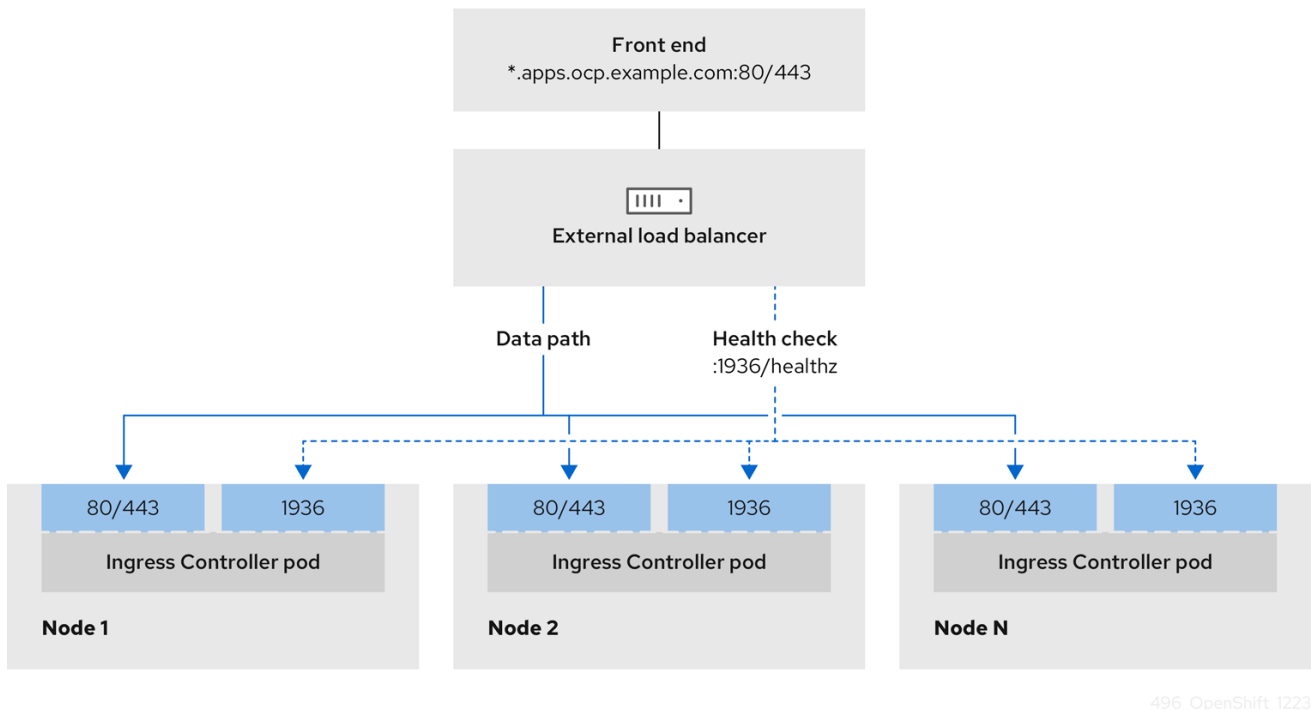 Front end
*.apps.ocp.example.com:80/443
External load balancer
Data path
Health check
:1936/healthz
80/443
1936
80/443
1936
80/443
1936
Ingress Controller pod
Ingress Controller pod
Ingress Controller pod
Node 1
Node 2
Node N
496_OpenShift_1223